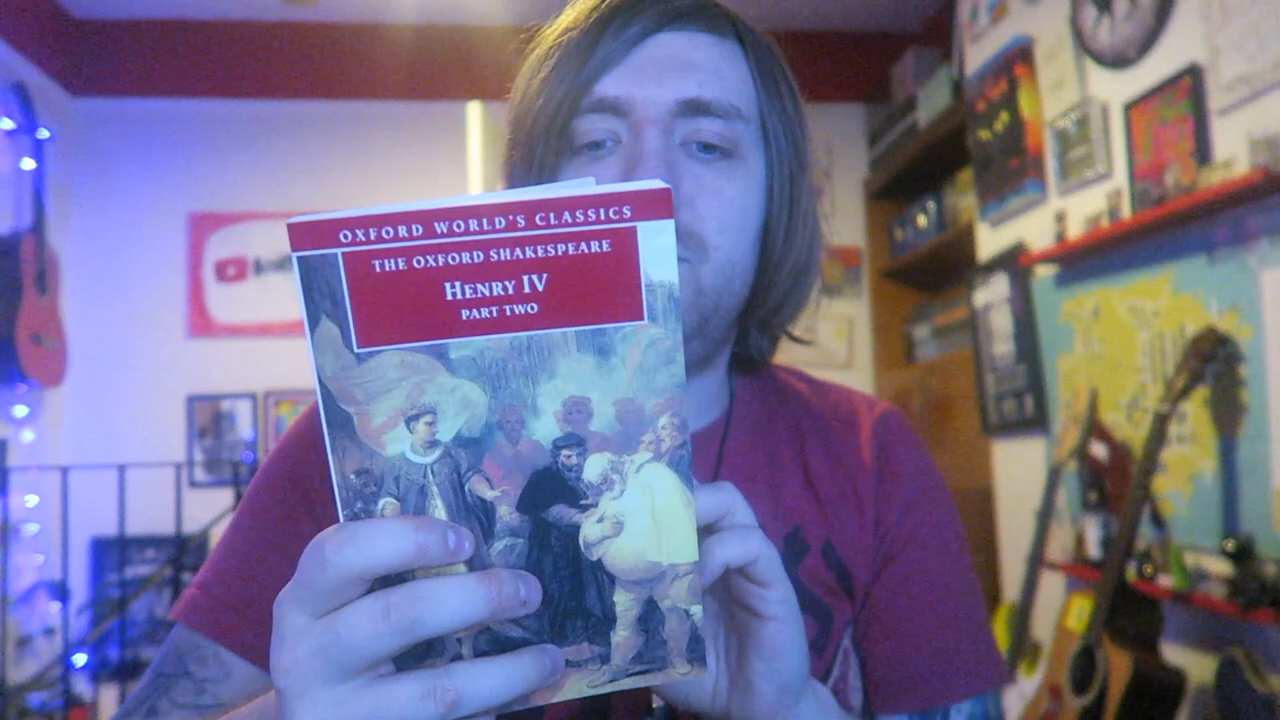 OXFORD WORLD'S CLASSICS
THE OXFORD SHAKESPEARE
HENRY IV
PART TWO